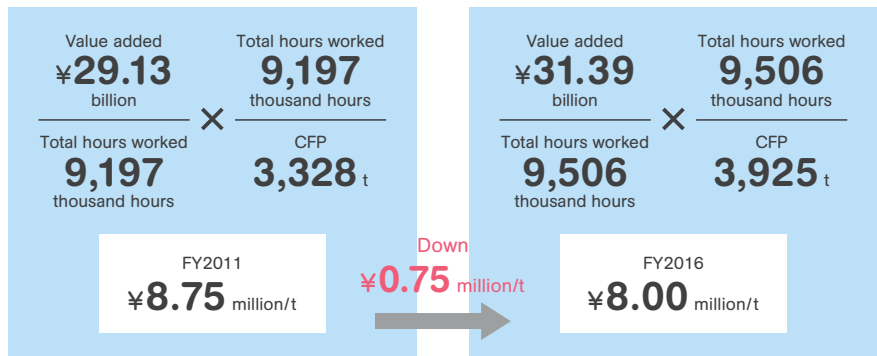 Value added
¥29.13
billion
Total hours worked
9,197
thousand hours
×
Total hours worked
9,197
thousand hours
CFP
3,328 t
FY2011
¥8.75 million/t
Down
¥0.75 million/t
Value added
¥31.39
billion
Total hours worked
9,506
thousand hours
×
Total hours worked
9,506
thousand hours
CFP
3,925 t
FY2016
¥8.00 million/t